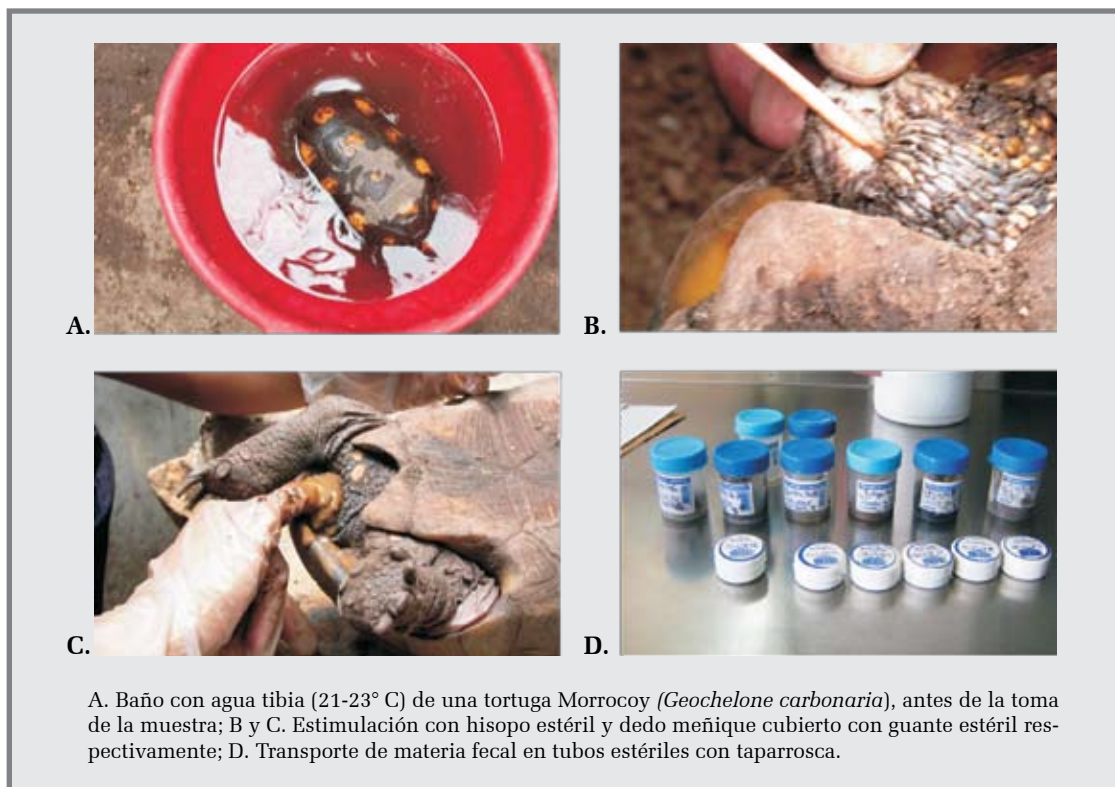 A.
B.
C.
D.
A. Baño con agua tibia (21-23° C) de una tortuga Morrocoy (Geochelone carbonaria), antes de la toma
de la muestra; B y C. Estimulación con hisopo estéril y dedo meñique cubierto con guante estéril res-
pectivamente; D. Transporte de materia fecal en tubos estériles con taparrosca.